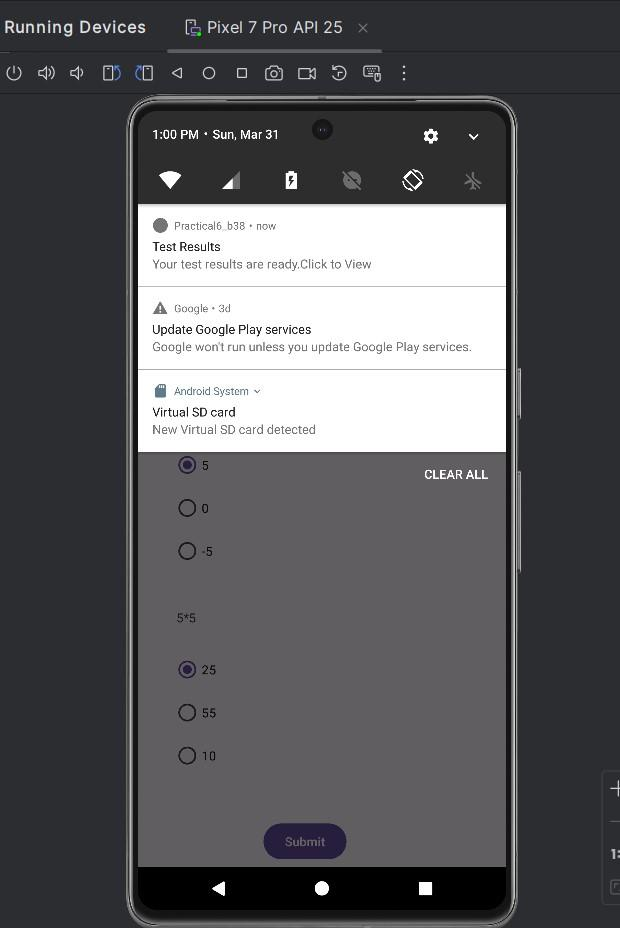 Running Devices
Pixel 7 Pro API 25
1:00 PM • Sun, Mar 31
Practical6_b38 • now
Test Results
Your test results are ready.Click to View
Google • 3d
Update Google Play services
Google won't run unless you update Google Play services.
Android System
Virtual SD card
New Virtual SD card detected
5
CLEAR ALL
0
-5
5*5
25
55
10
Submit